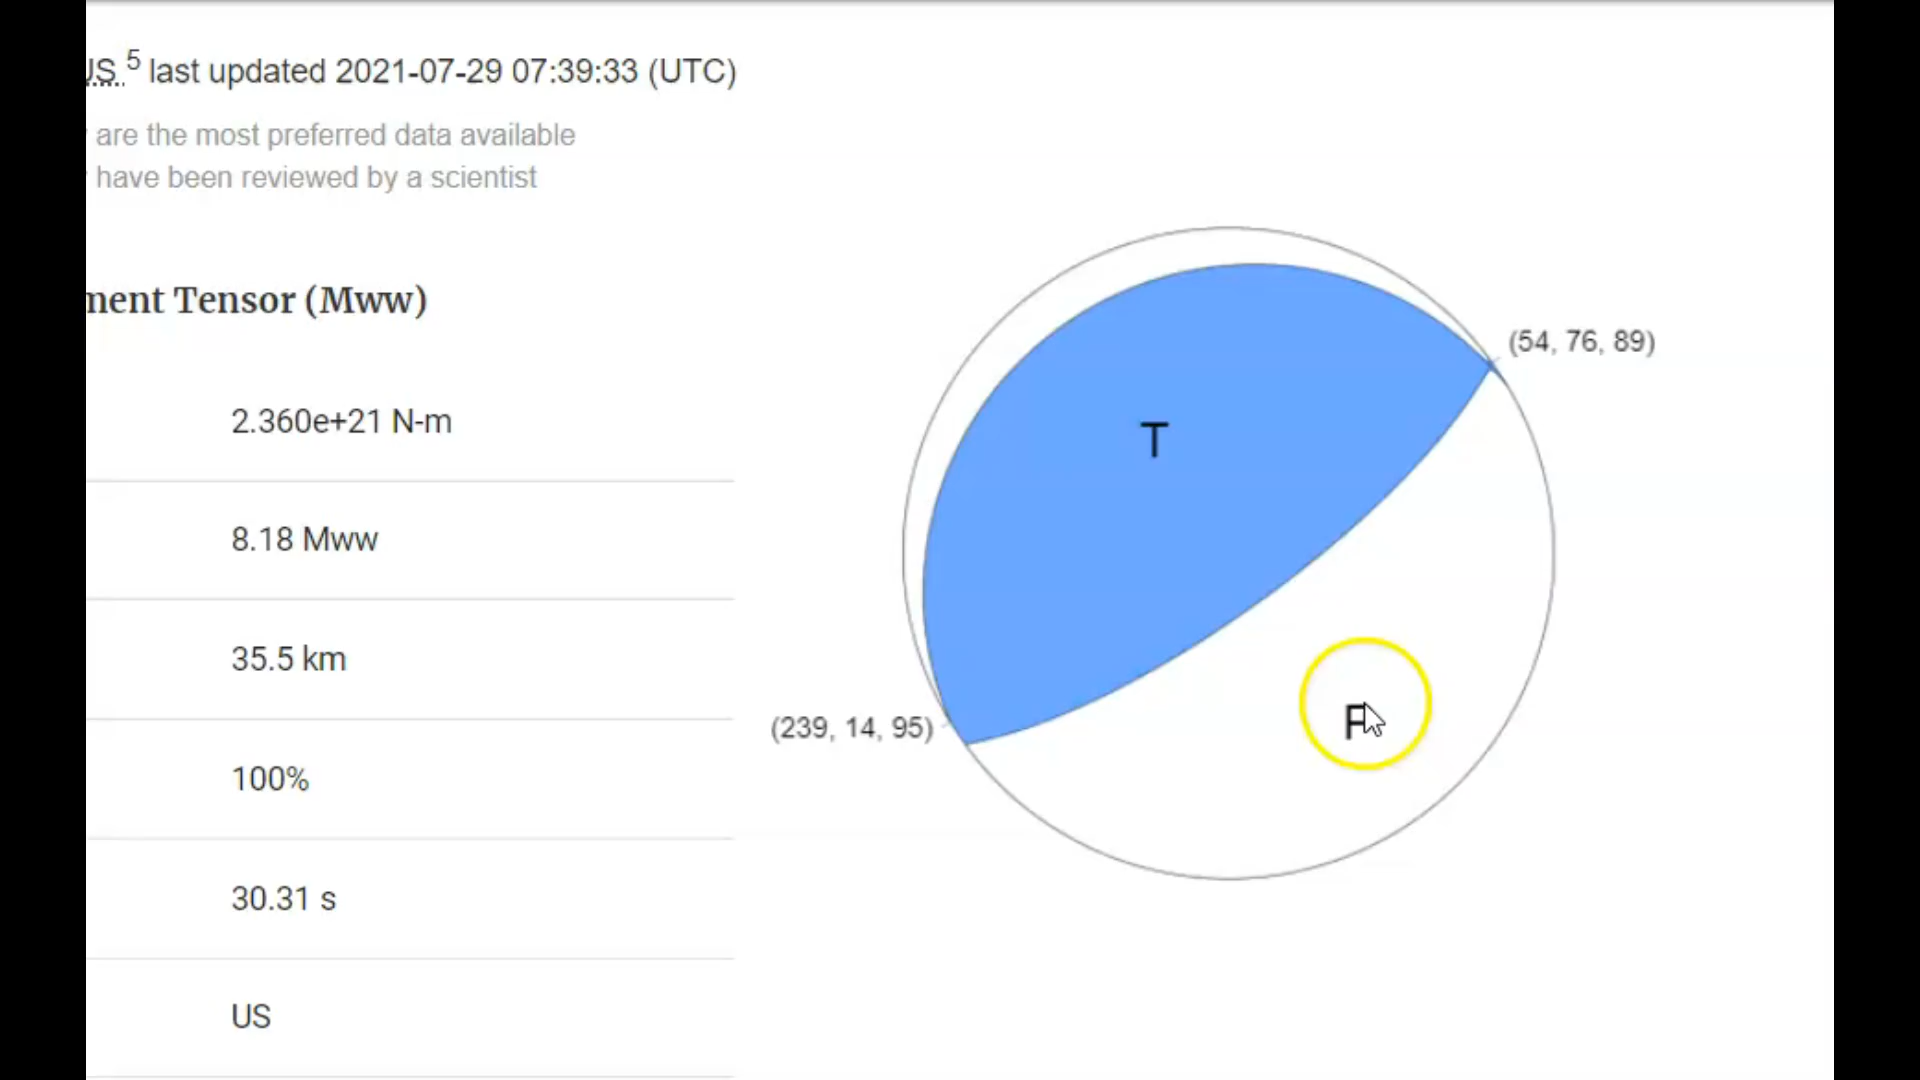 US.5 last updated 2021-07-29 07:39:33 (UTC)
are the most preferred data available
have been reviewed by a scientist
ment Tensor (Mww)
2.360e+21 N-m
8.18 Mww
35.5 km
100%
30.31 s
US
(54, 76, 89)
T
(239, 14, 95)
P